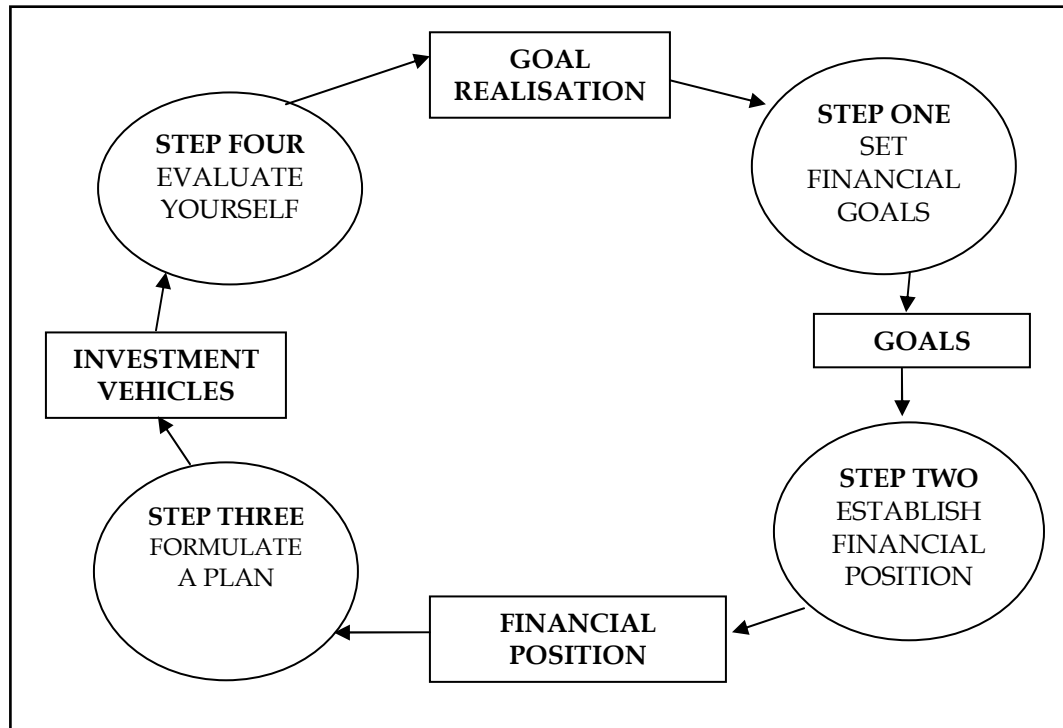 GOAL
REALISATION
STEP ONE
SET
FINANCIAL
GOALS
GOALS
STEP TWO
ESTABLISH
FINANCIAL
POSITION
FINANCIAL
POSITION
STEP THREE
FORMULATE
A PLAN
INVESTMENT
VEHICLES
STEP FOUR
EVALUATE
YOURSELF